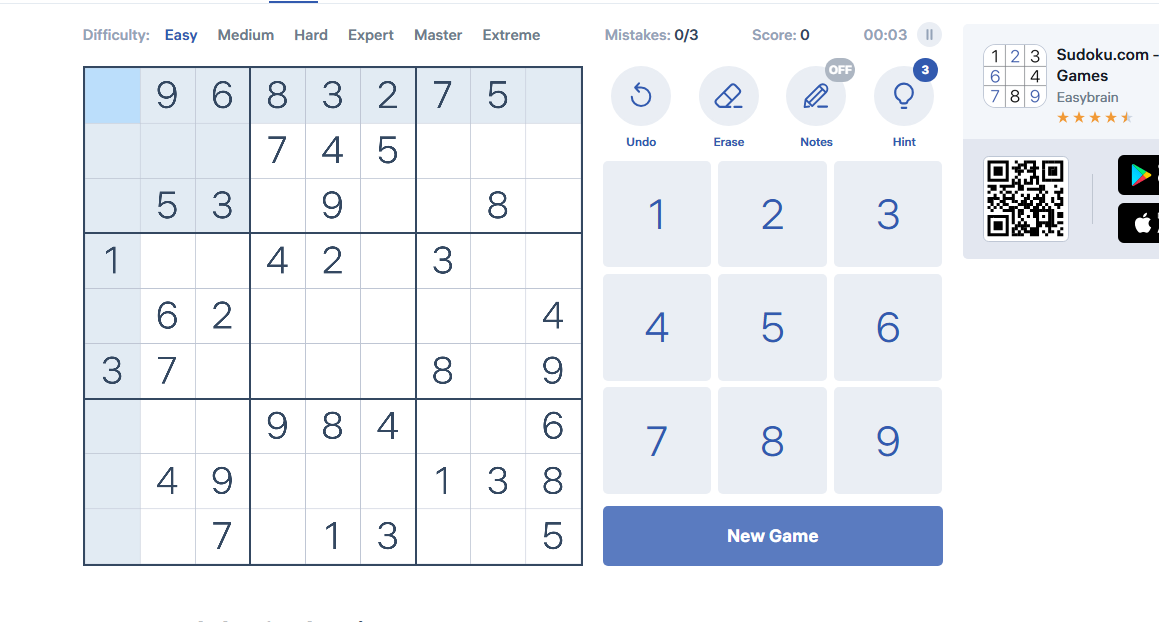 Difficulty: Easy Medium Hard Expert Master Extreme
Mistakes: 0/3 Score: 0 00:03
9 6 8 3 2 7 5
7 4 5
5 3 9 8
1 4 2 3
6 2 4
3 7 8 9
9 8 4 6
4 9 1 3 8
7 1 3 5
OFF 3
Undo Erase Notes Hint
1 2 3
4 5 6
7 8 9
New Game
1 2 3
6 4
7 8 9
Sudoku.com -
Games
Easybrain